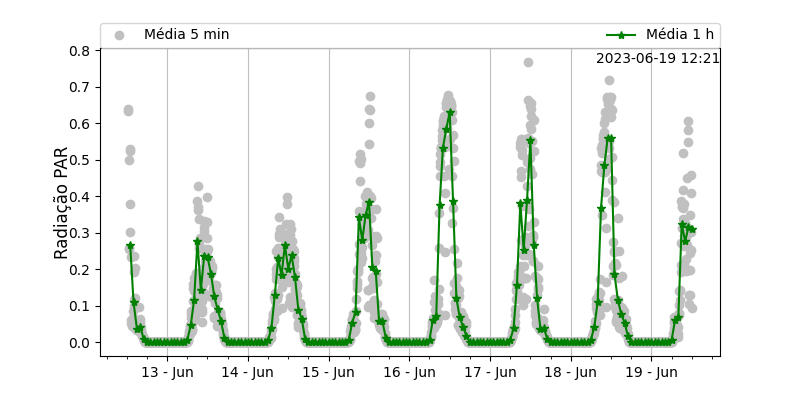 Média 5 min
Média 1 h
2023-06-19 12:21
Radiação PAR
0.8
0.7
0.6
0.5
0.4
0.3
0.2
0.1
0.0
13 - Jun
14 - Jun
15 - Jun
16 - Jun
17 - Jun
18 - Jun
19 - Jun